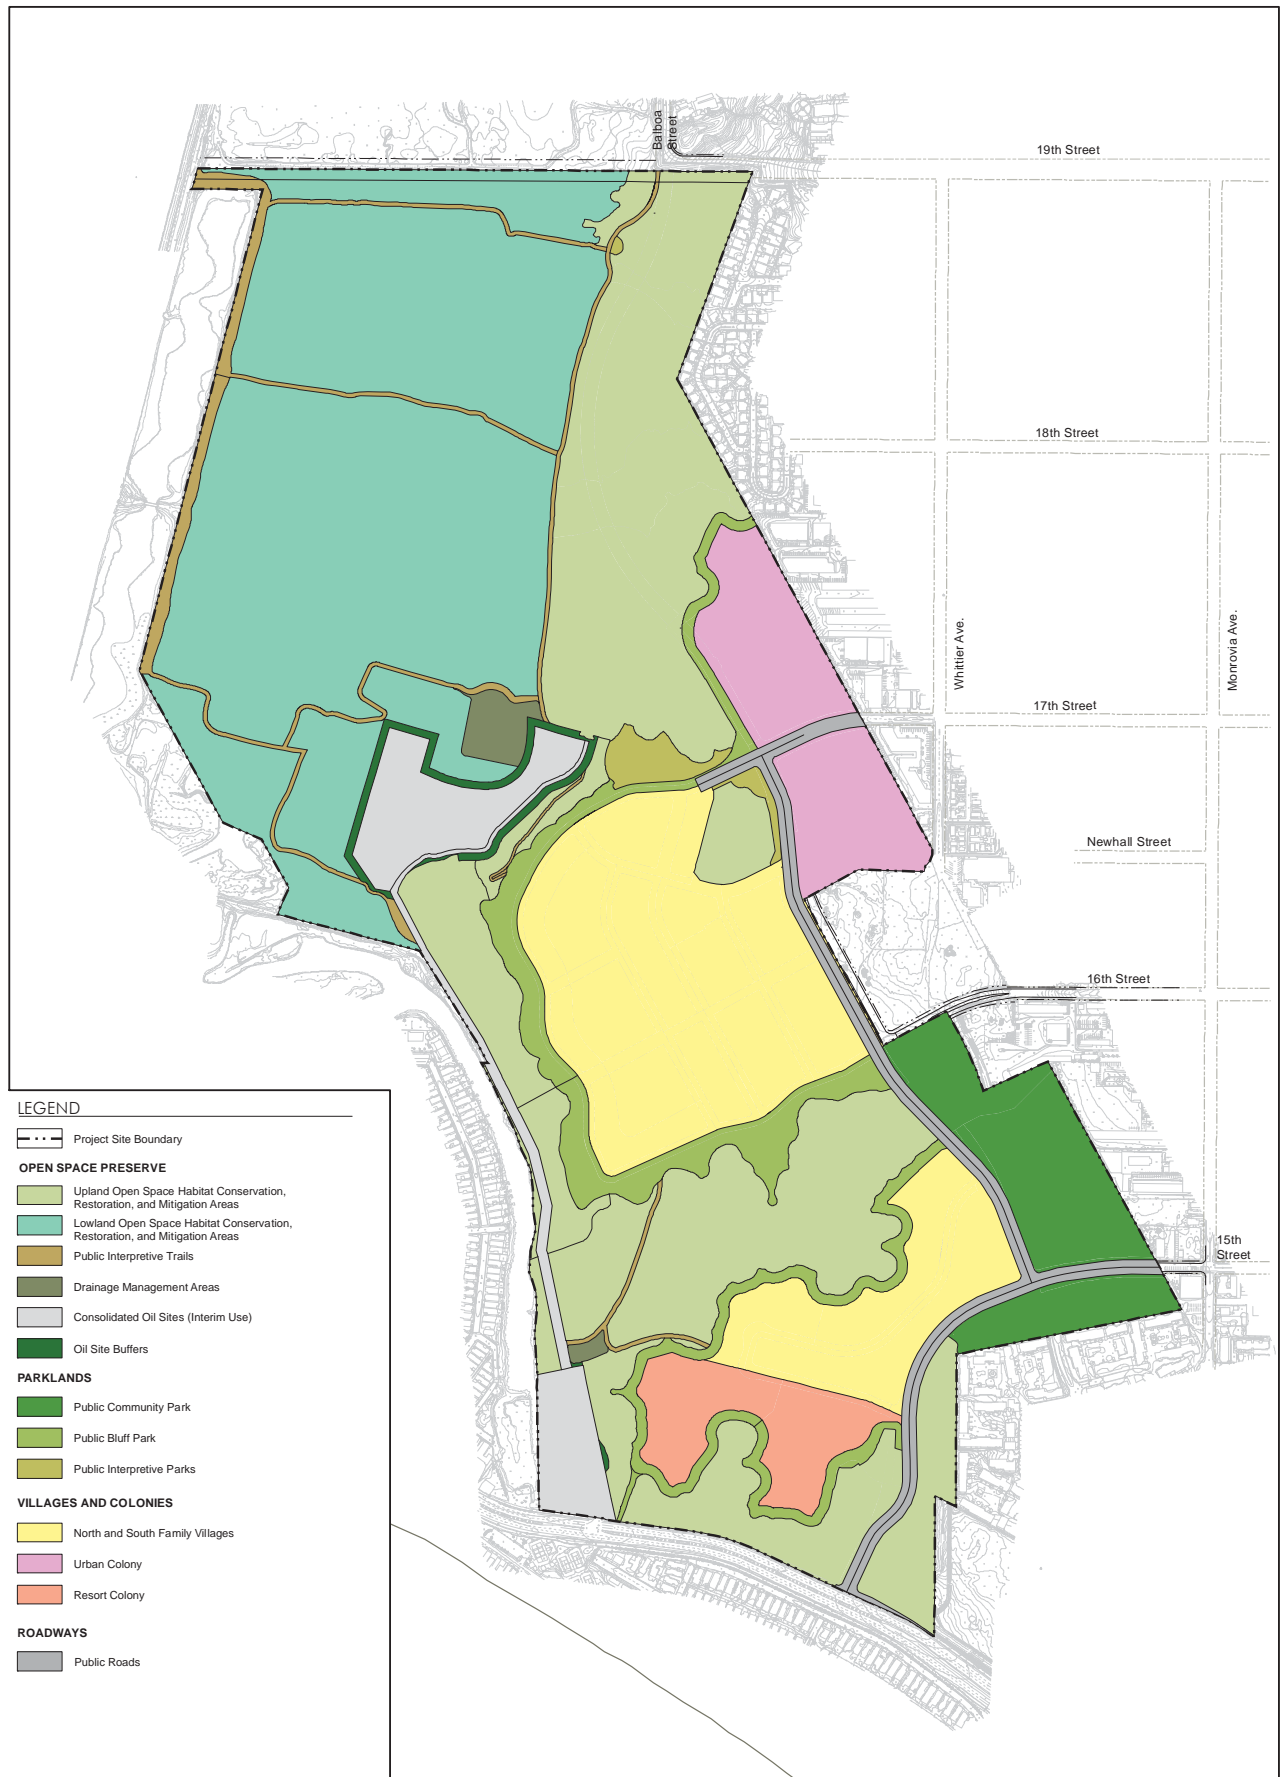 Balboa
Street
19th Street
18th Street
Whittier Ave.
Monrovia Ave.
17th Street
Newhall Street
16th Street
15th
Street
LEGEND
Project Site Boundary
OPEN SPACE PRESERVE
Upland Open Space Habitat Conservation,
Restoration, and Mitigation Areas
Lowland Open Space Habitat Conservation,
Restoration, and Mitigation Areas
Public Interpretive Trails
Drainage Management Areas
Consolidated Oil Sites (Interim Use)
Oil Site Buffers
PARKLANDS
Public Community Park
Public Bluff Park
Public Interpretive Parks
VILLAGES AND COLONIES
North and South Family Villages
Urban Colony
Resort Colony
ROADWAYS
Public Roads